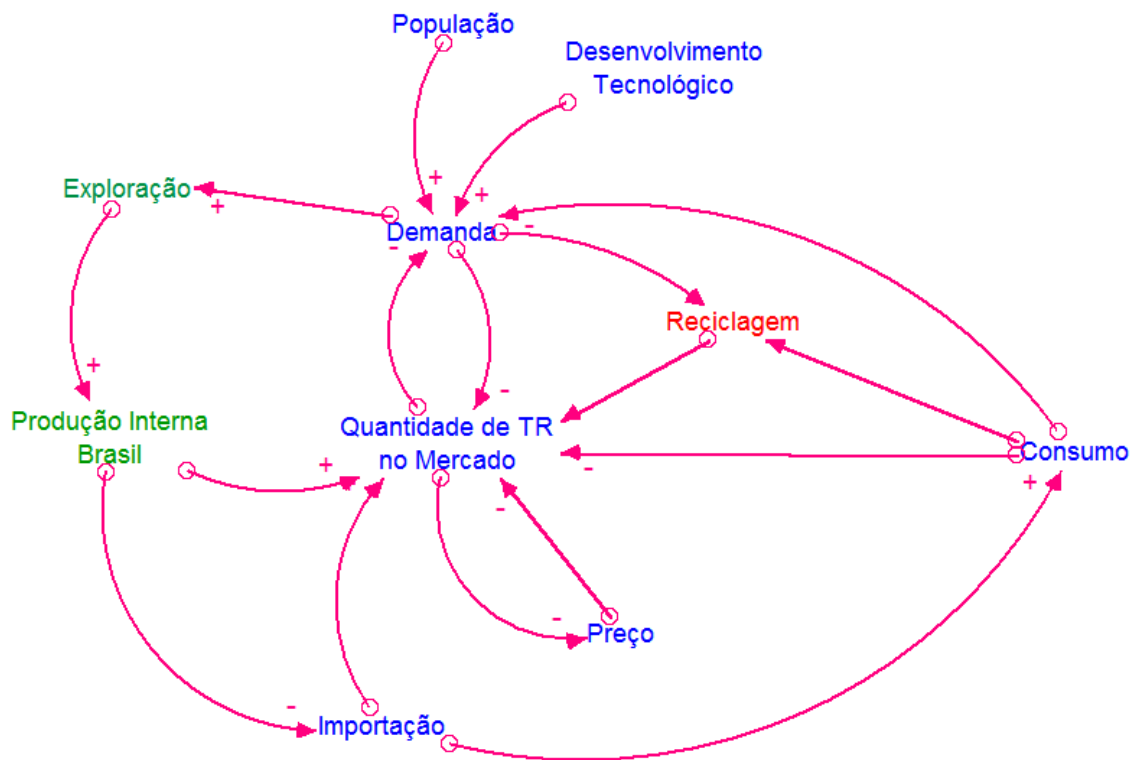 População
Desenvolvimento
Tecnológico
+
+
Exploração
+
Demanda
-
-
Reciclagem
+
-
Produção Interna
Brasil
Quantidade de TR
no Mercado
Consumo
+
-
+
-
-
Preço
-
Importação